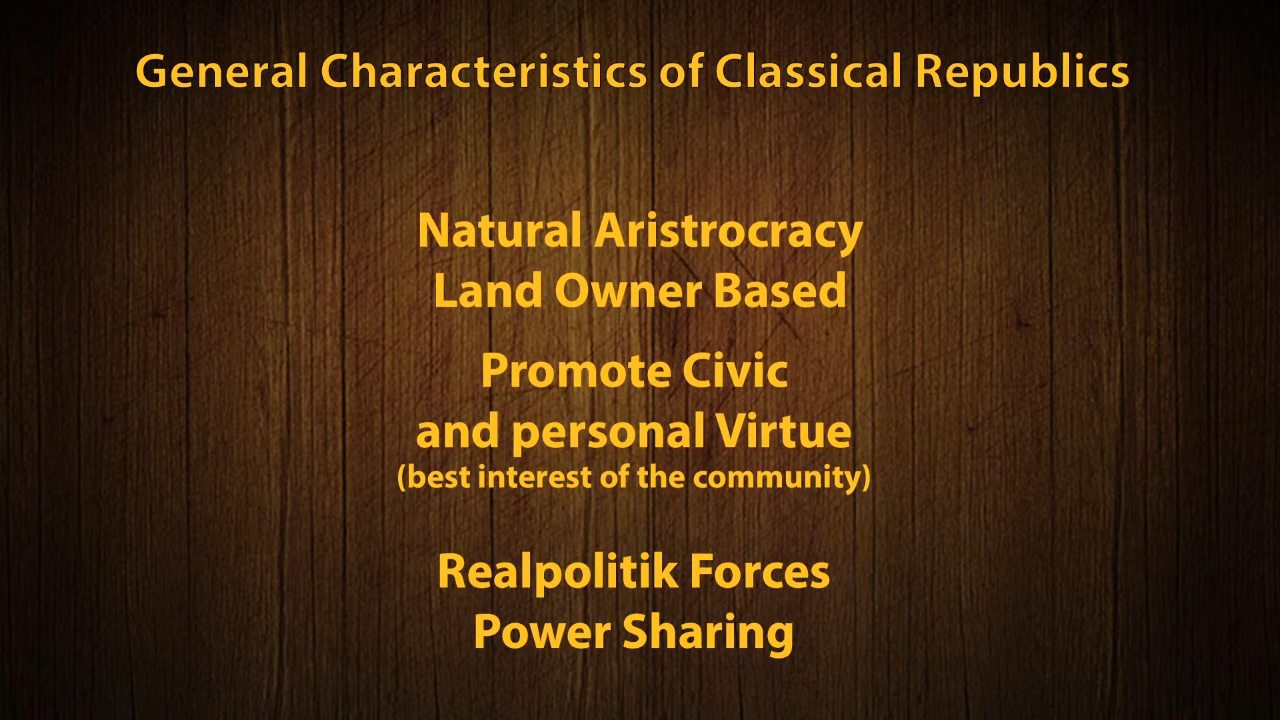 General Characteristics of Classical Republics
Natural Aristrocracy
Land Owner Based
Promote Civic
and personal Virtue
(best interest of the community)
Realpolitik Forces
Power Sharing